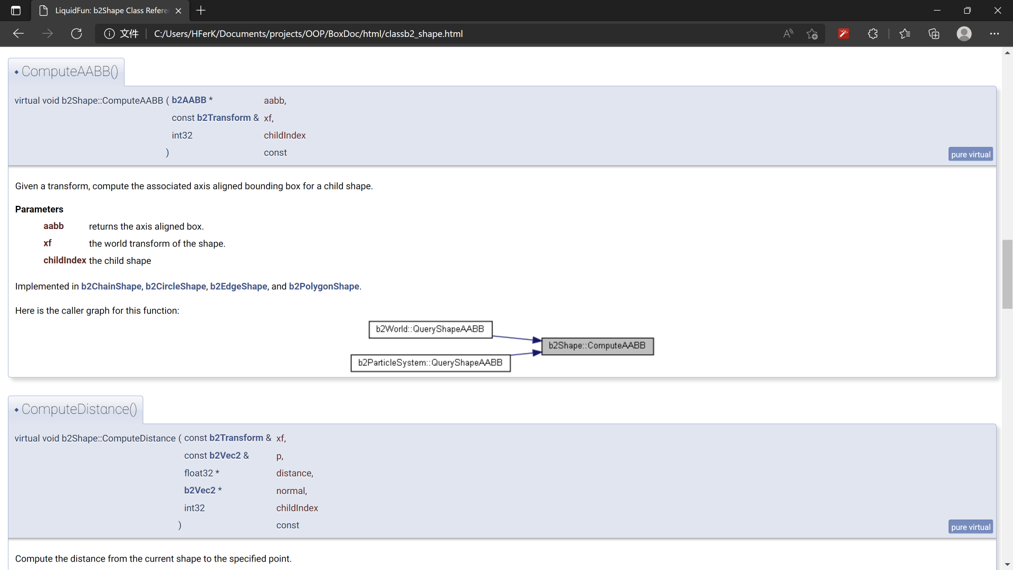 LiquidFun: b2Shape Class Refere
文件
C:/Users/HFerK/Documents/projects/OOP/BoxDoc/html/classb2_shape.html
◆ ComputeAABB()
virtual void b2Shape::ComputeAABB ( b2AABB * aabb,
const b2Transform & xf,
int32 childIndex
) const
pure virtual
Given a transform, compute the associated axis aligned bounding box for a child shape.
Parameters
aabb returns the axis aligned box.
xf the world transform of the shape.
childIndex the child shape
Implemented in b2ChainShape, b2CircleShape, b2EdgeShape, and b2PolygonShape.
Here is the caller graph for this function:
b2World::QueryShapeAABB
b2Shape::ComputeAABB
b2ParticleSystem::QueryShapeAABB
◆ ComputeDistance()
virtual void b2Shape::ComputeDistance ( const b2Transform & xf,
const b2Vec2 & p,
float32 * distance,
b2Vec2 * normal,
int32 childIndex
) const
pure virtual
Compute the distance from the current shape to the specified point.